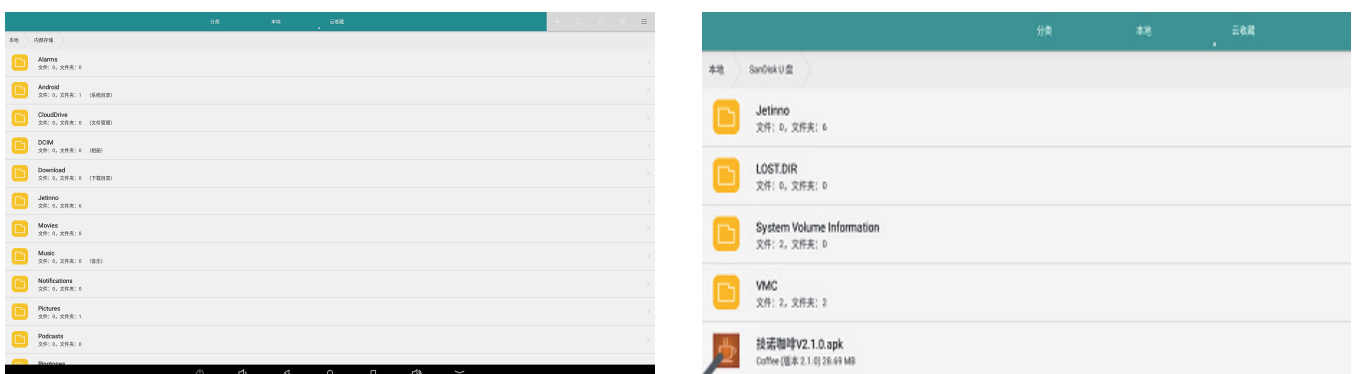 分类 本地 云收藏
本地 内部存储
Alarms
文件: 0, 文件夹: 0
Android
文件: 0, 文件夹: 1 (系统目录)
CloudDrive
文件: 0, 文件夹: 0 (文件管理)
DCIM
文件: 0, 文件夹: 0 (相册)
Download
文件: 0, 文件夹: 0 (下载目录)
Jetinno
文件: 0, 文件夹: 6
Movies
文件: 0, 文件夹: 0
Music
文件: 0, 文件夹: 0 (音乐)
Notifications
文件: 0, 文件夹: 0
Pictures
文件: 0, 文件夹: 1
Podcasts
文件: 0, 文件夹: 0
Ringtones
分类 本地 云收藏
本地 SanDisk U 盘
Jetinno
文件: 0, 文件夹: 6
LOST.DIR
文件: 0, 文件夹: 0
System Volume Information
文件: 2, 文件夹: 0
VMC
文件: 2, 文件夹: 2
技诺咖啡V2.1.0.apk
Coffee (版本 2.1.0) 28.69 MB